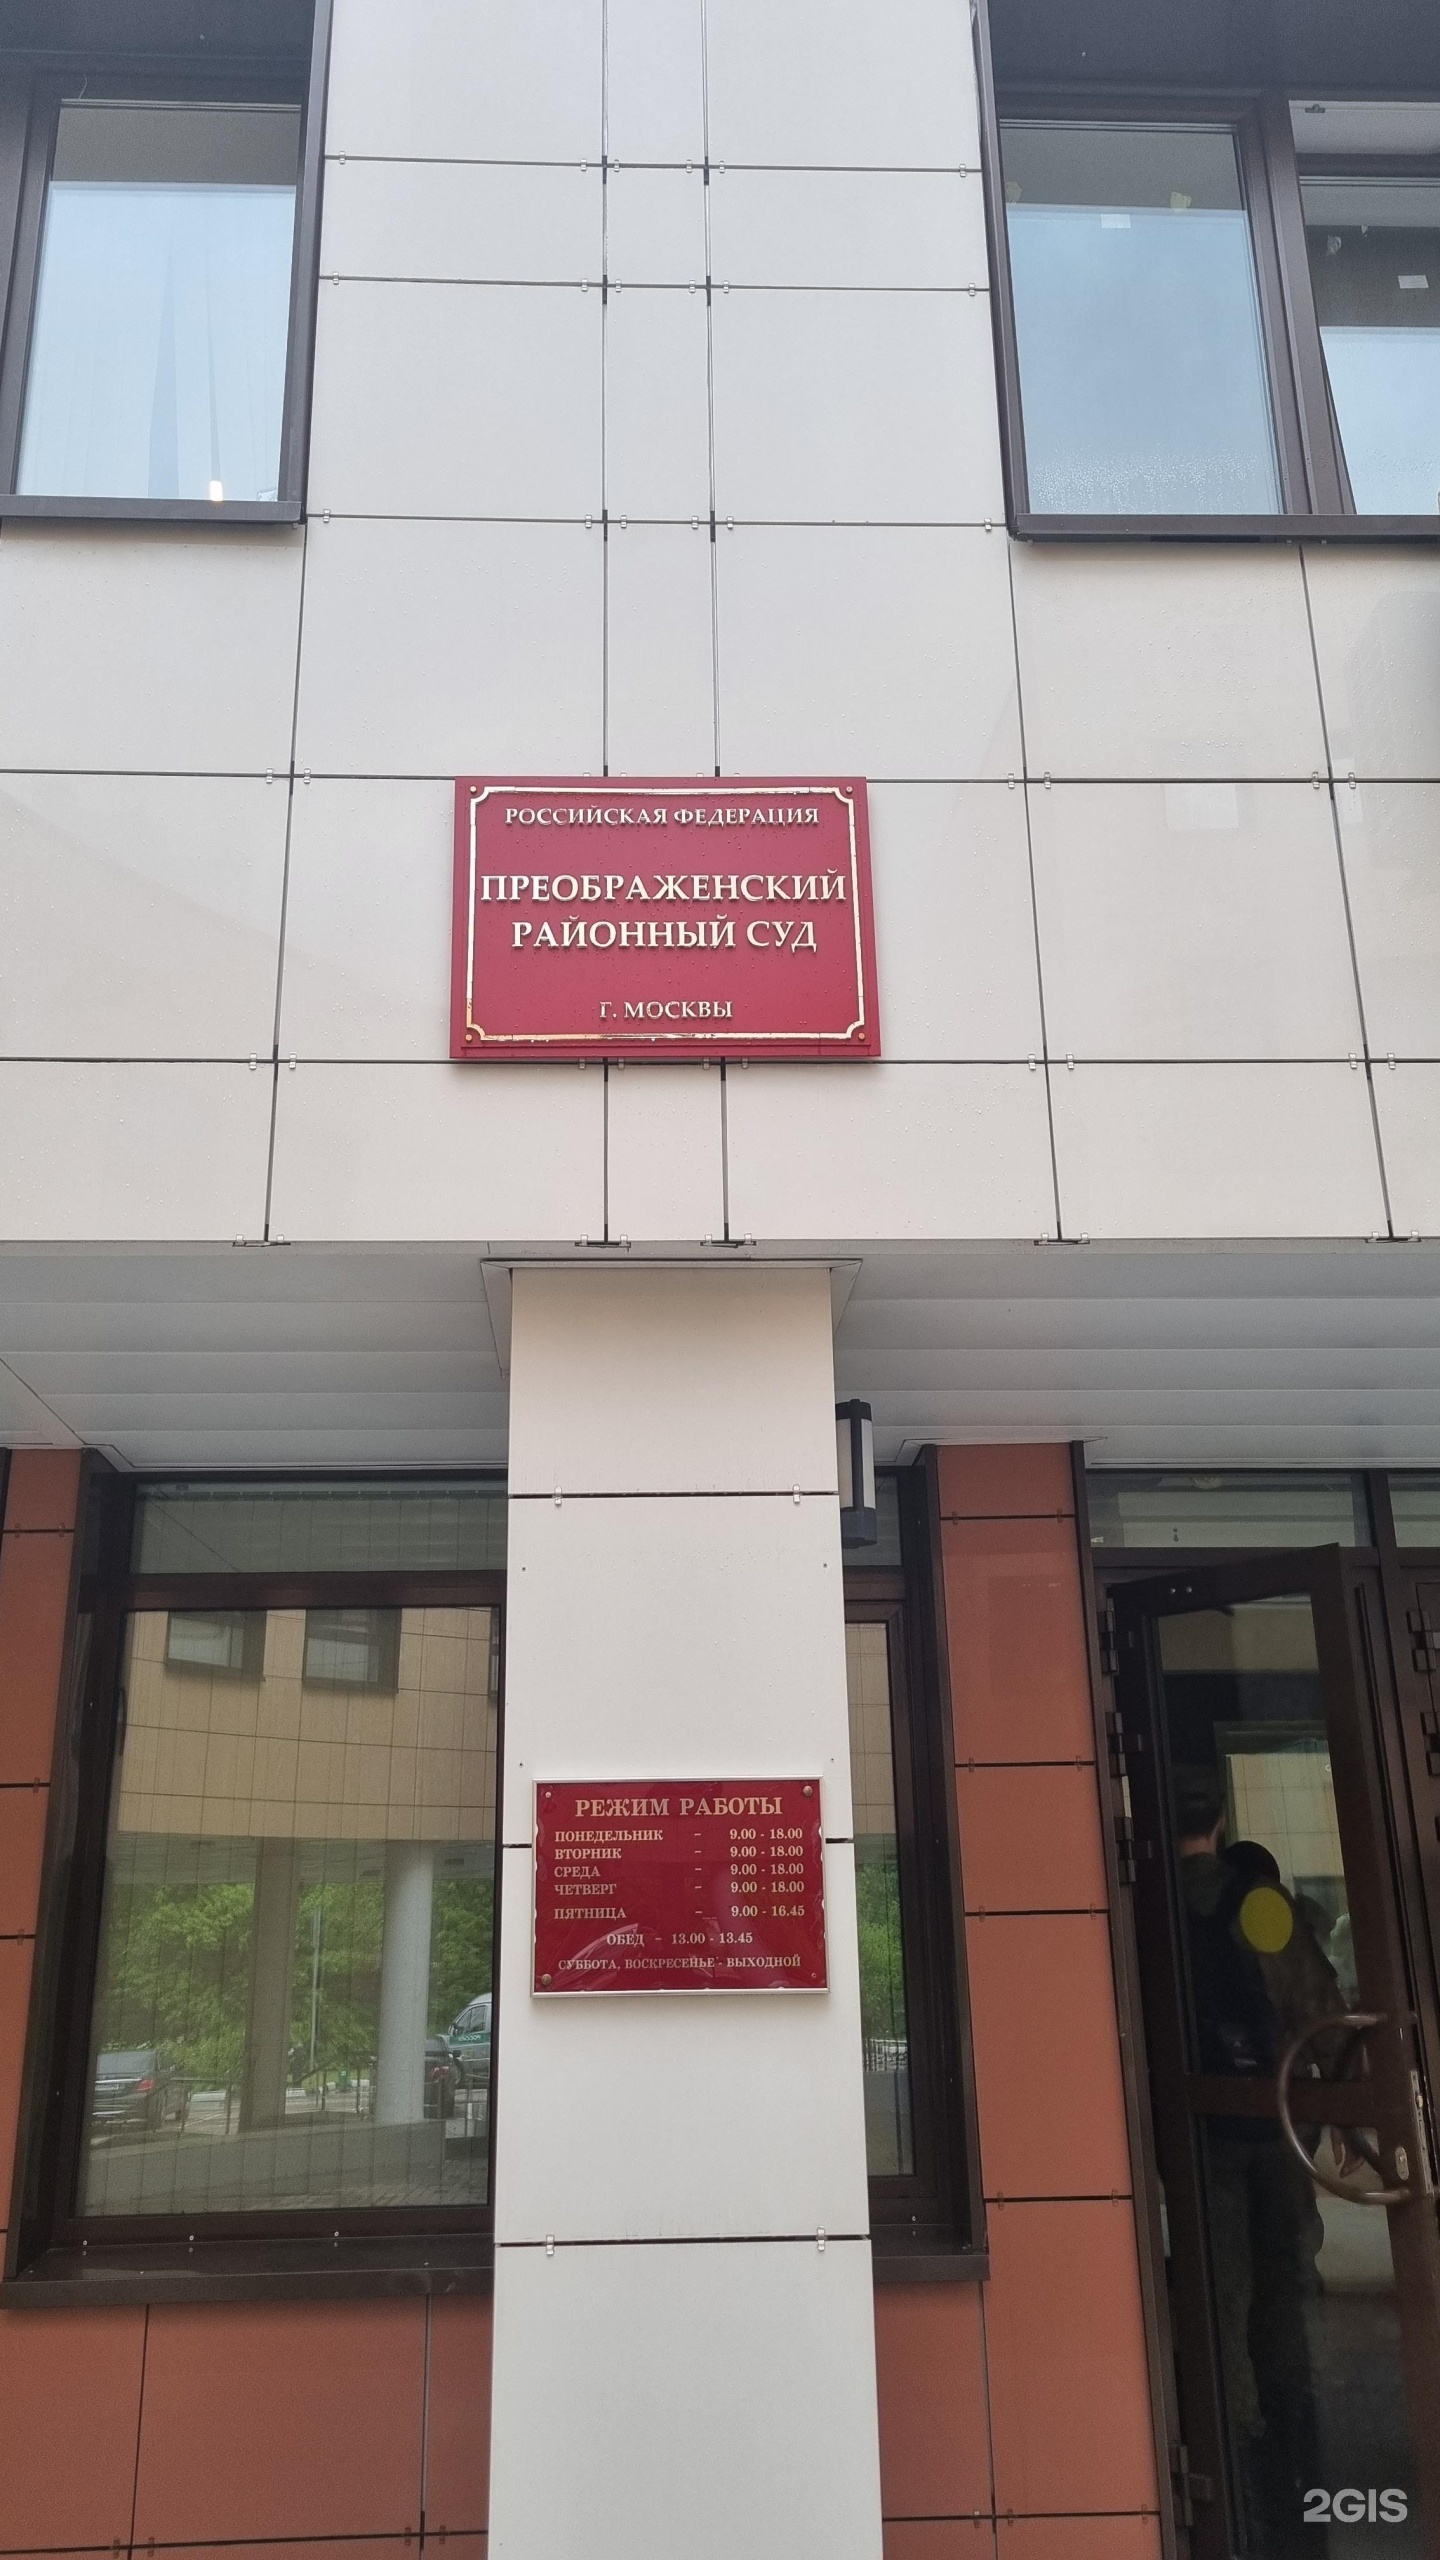 РОССИЙСКАЯ ФЕДЕРАЦИЯ
ПРЕОБРАЖЕНСКИЙ
РАЙОННЫЙ СУД
Г. МОСКВЫ
РЕЖИМ РАБОТЫ
ПОНЕДЕЛЬНИК - 9.00 - 18.00
ВТОРНИК - 9.00 - 18.00
СРЕДА - 9.00 - 18.00
ЧЕТВЕРГ - 9.00 - 18.00
ПЯТНИЦА - 9.00 - 16.45
ОБЕД - 13.00 - 13.45
СУББОТА, ВОСКРЕСЕНЬЕ - ВЫХОДНОЙ
2GIS